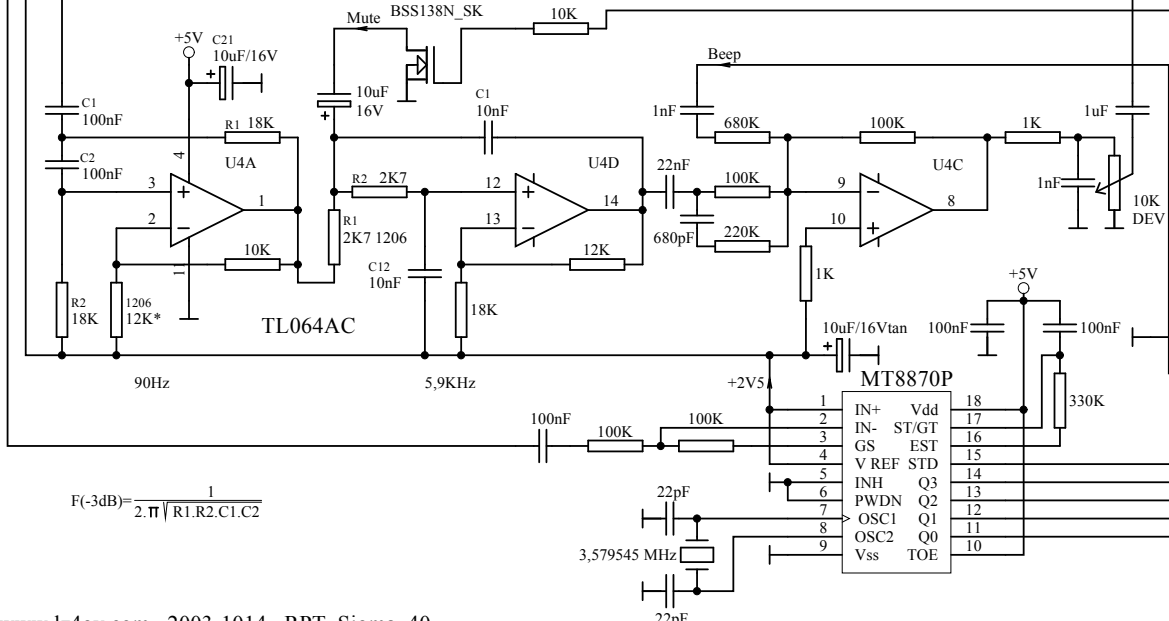 BSS138N_SK
10K
Mute
+5V
C21
10uF/16V
+
10uF
16V
+
Beep
C1
100nF
R1 18K
C1
10nF
1nF
680K
100K
1K
1uF
C2
100nF
4
U4A
U4D
22nF
U4C
3
+
1
2
−
R2 2K7
12
+
14
13
−
100K
9
−
8
10
+
1nF
10K
DEV
R1
2K7 1206
680pF
220K
10K
11
C12
10nF
12K
1K
R2
18K
1206
12K*
18K
TL064AC
+5V
10uF/16Vtan
+
100nF
100nF
90Hz
5,9KHz
+2V5
MT8870P
330K
1 IN+ Vdd 18
2 IN- ST/GT 17
3 GS EST 16
4 V REF STD 15
5 INH Q3 14
6 PWDN Q2 13
7 OSC1 Q1 12
8 OSC2 Q0 11
9 Vss TOE 10
100nF
100K
100K
F(-3dB)=1/2.π√R1.R2.C1.C2
22pF
3,579545 MHz
22pF